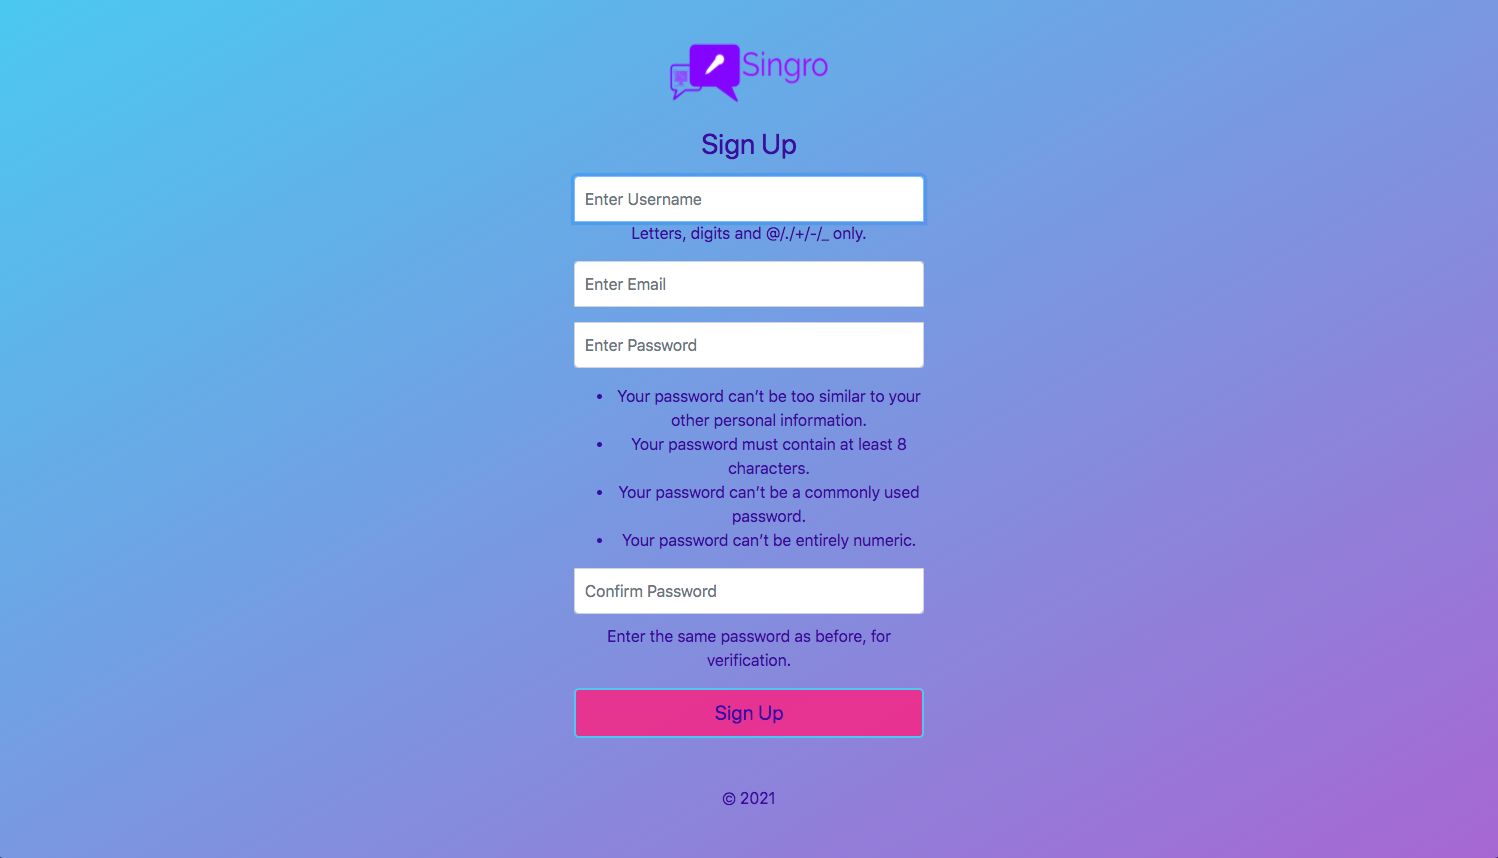 Singro
Sign Up
Enter Username
Letters, digits and @/./+/-/_ only.
Enter Email
Enter Password
• Your password can’t be too similar to your
other personal information.
• Your password must contain at least 8
characters.
• Your password can’t be a commonly used
password.
• Your password can’t be entirely numeric.
Confirm Password
Enter the same password as before, for
verification.
Sign Up
© 2021